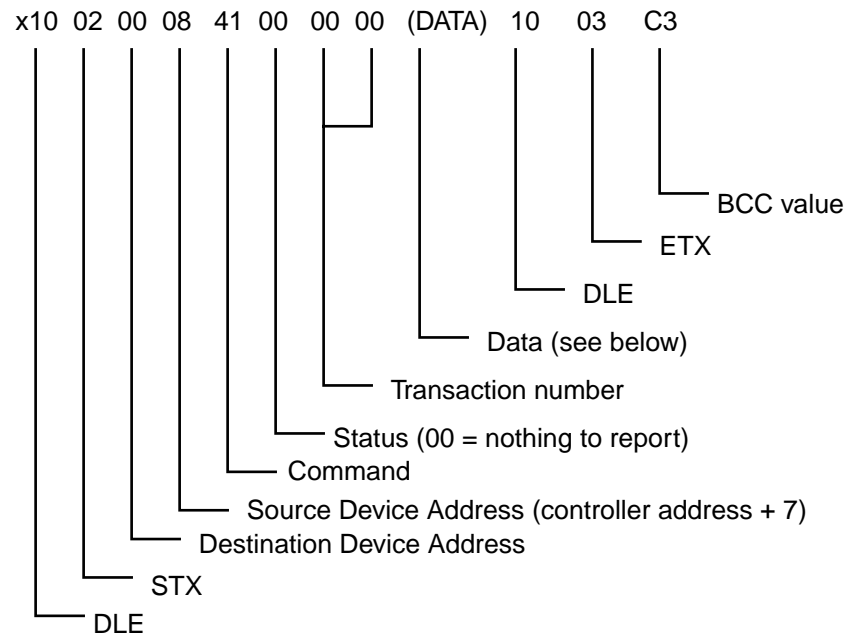 x10 02 00 08 41 00 00 00 (DATA) 10 03 C3
BCC value
ETX
DLE
Data (see below)
Transaction number
Status (00 = nothing to report)
Command
Source Device Address (controller address + 7)
Destination Device Address
STX
DLE